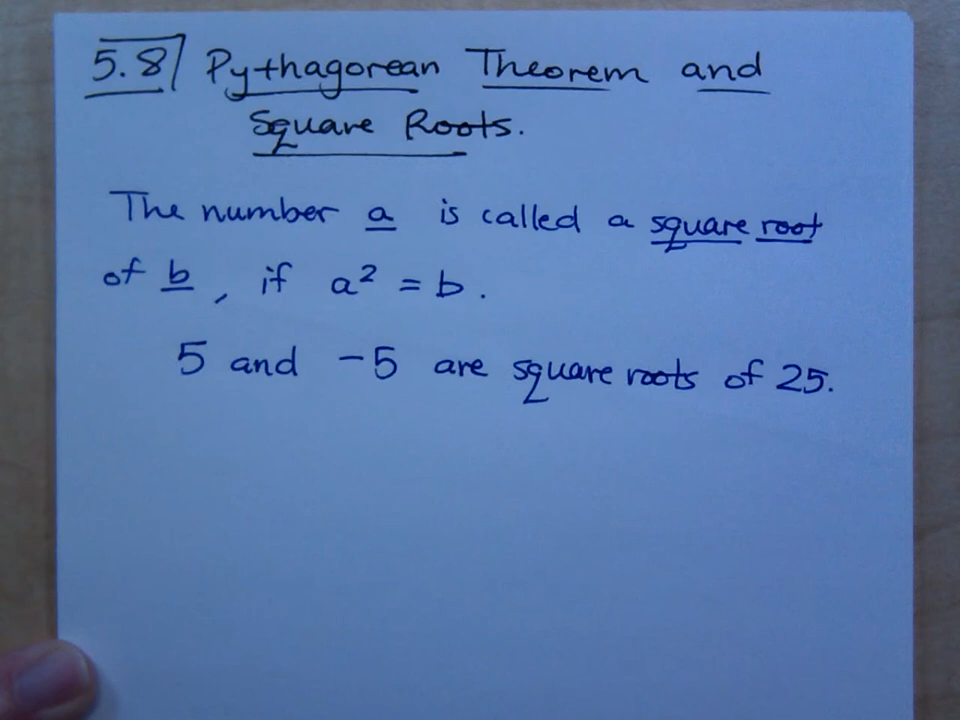 5.8 Pythagorean Theorem and
Square Roots.
The number a is called a square root
of b, if a² = b.
5 and -5 are square roots of 25.